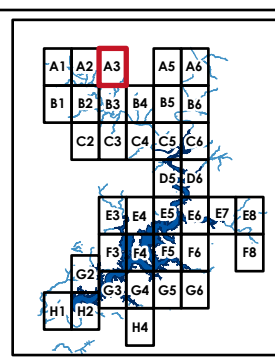 A1 A2 A3 A5 A6
B1 B2 B3 B4 B5 B6
C2 C3 C4 C5 C6
D5 D6
E3 E4 E5 E6 E7 E8
F3 F4 F5 F6 F8
G2 G3 G4 G5 G6
H1 H2
H4